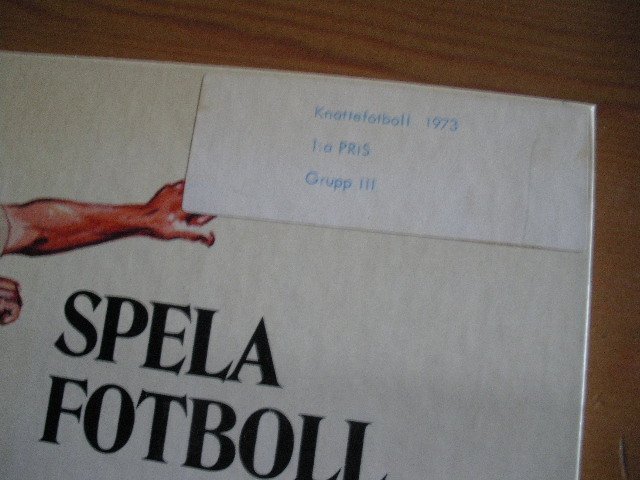 Knattefotboll 1973
1:a PRiS
Grupp III
SPELA
FOTBOLL